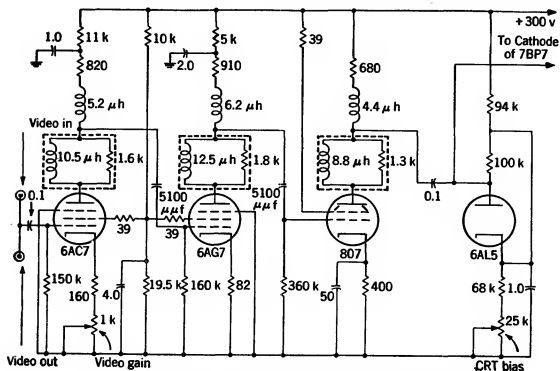 +300 v
To Cathode
of 7BP7
1.0
11 k
10 k
5 k
39
2.0
820
910
680
94 k
5.2 μh
6.2 μh
4.4 μh
Video in
10.5 μh
1.6 k
12.5 μh
1.8 k
8.8 μh
1.3 k
100 k
5100
μμf
5100
μμf
0.1
0.1
39
39
6AC7
6AG7
807
6AL5
150 k
160
4.0
19.5 k
160 k
82
360 k
50
400
68 k
1.0
1 k
25 k
Video out
Video gain
CRT bias